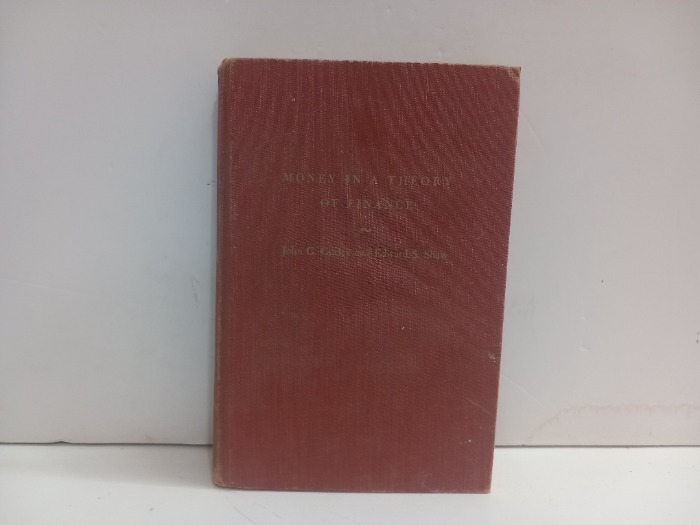 MONEY IN A THEORY
OF FINANCE
John G. Gurley and Edward S. Shaw